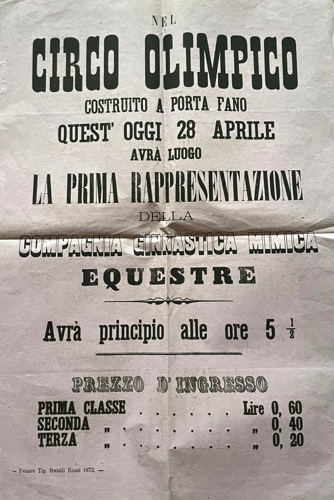 NEL
CIRCO OLIMPICO
COSTRUITO A PORTA FANO
QUEST' OGGI 28 APRILE
AVRÀ LUOGO
LA PRIMA RAPPRESENTAZIONE
DELLA
COMPAGNIA GINNASTICA MIMICA
EQUESTRE
Avrà principio alle ore 5 1/2
PREZZO D'INGRESSO
PRIMA CLASSE . . . . . Lire 0, 60
SECONDA „ . . . . . „ 0, 40
TERZA „ . . . . . „ 0, 20
— Pesaro Tip. fratelli Rossi 1873. —